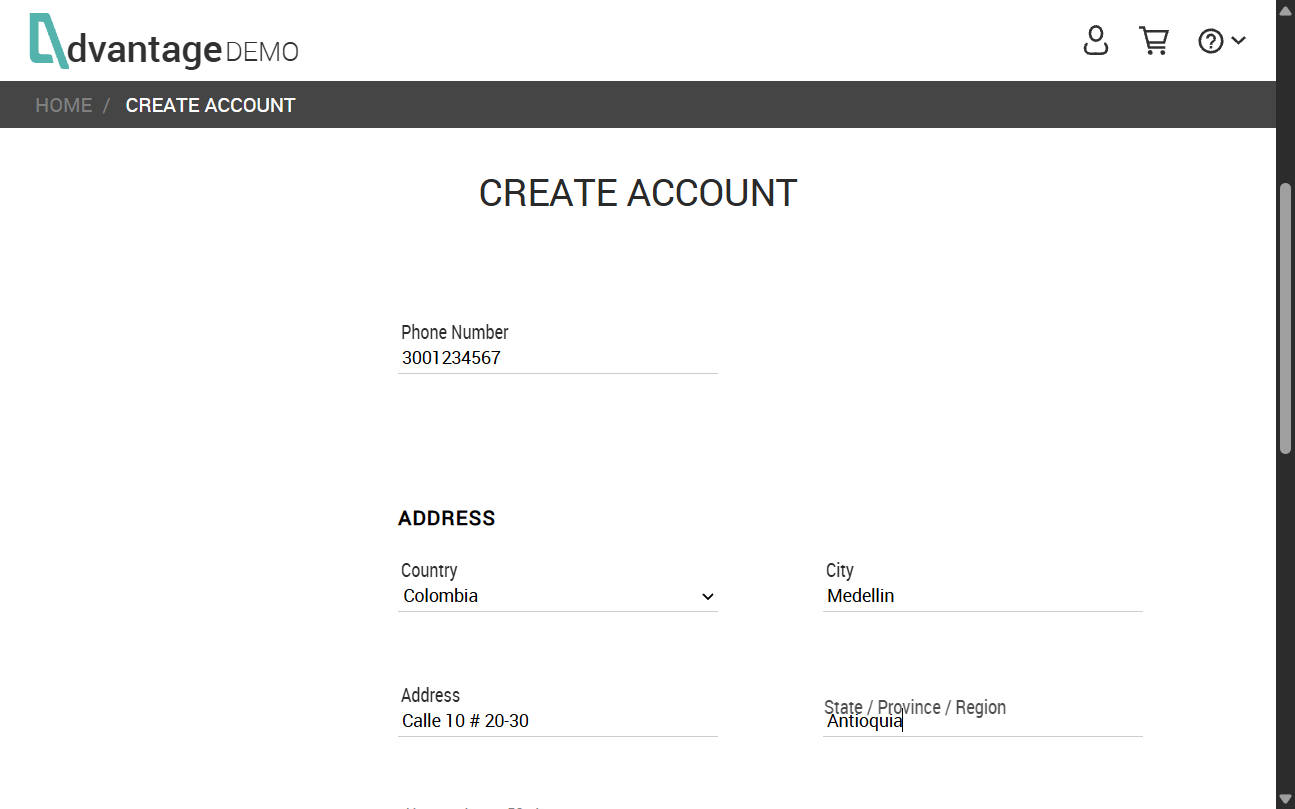 dvantage DEMO
HOME / CREATE ACCOUNT
CREATE ACCOUNT
Phone Number
3001234567
ADDRESS
Country
Colombia
City
Medellin
Address
Calle 10 # 20-30
State / Province / Region
Antioquia